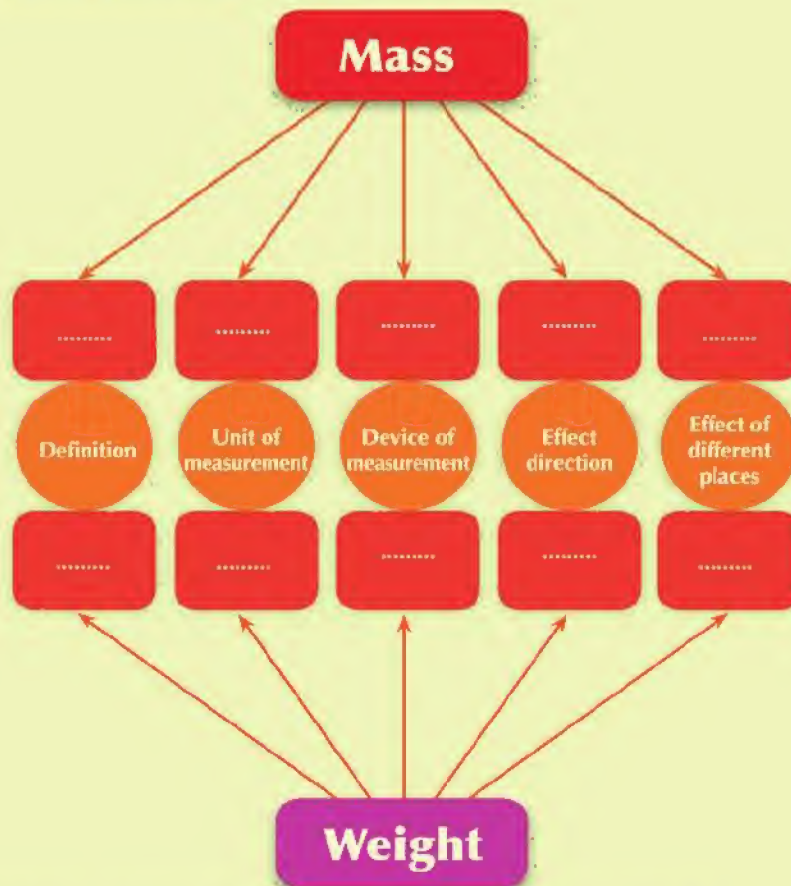 Mass
.........
.........
.........
.........
.........
Definition
Unit of
measurement
Device of
measurement
Effect
direction
Effect of
different
places
.........
.........
.........
.........
.........
Weight